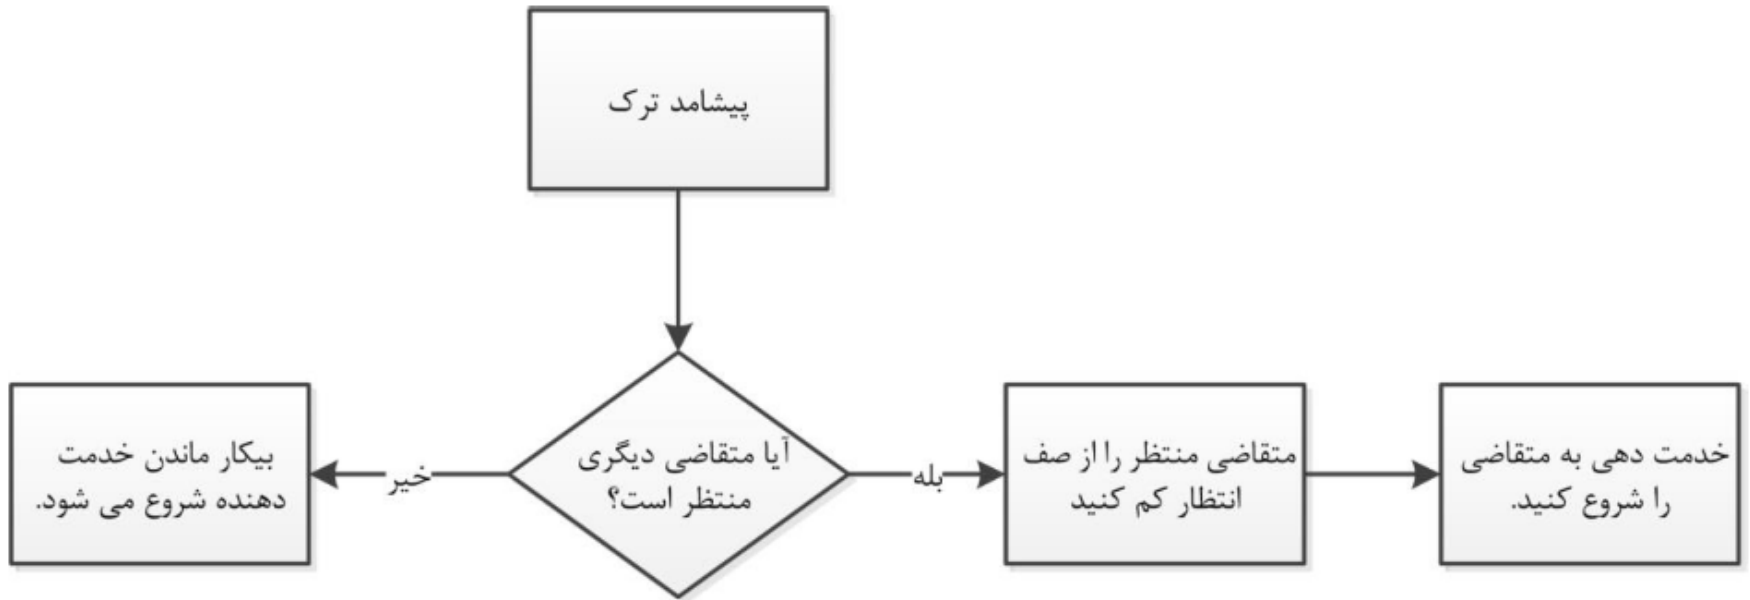 پیشامد ترک
آیا متقاضی دیگری
منتظر است؟
بله
متقاضی منتظر را از صف
انتظار کم کنید
خدمت دهی به متقاضی
را شروع کنید.
خیر
بیکار ماندن خدمت
دهنده شروع می شود.